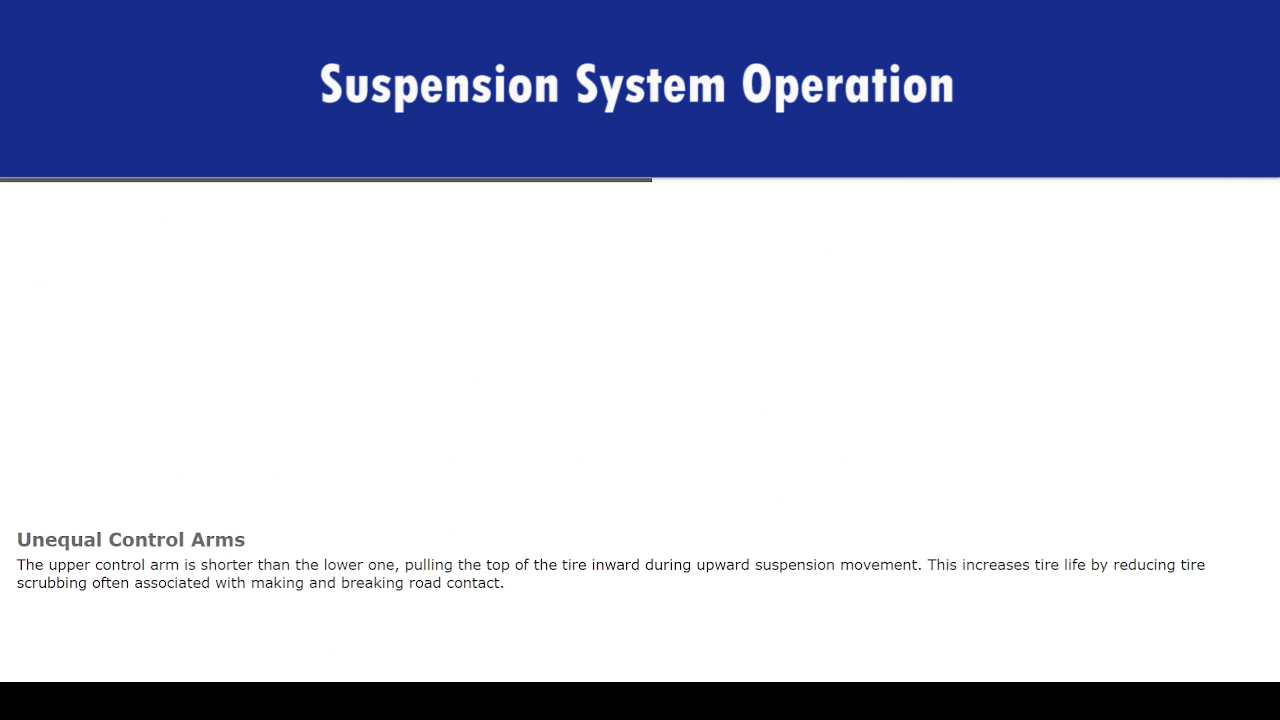 Suspension System Operation
Unequal Control Arms
The upper control arm is shorter than the lower one, pulling the top of the tire inward during upward suspension movement. This increases tire life by reducing tire
scrubbing often associated with making and breaking road contact.